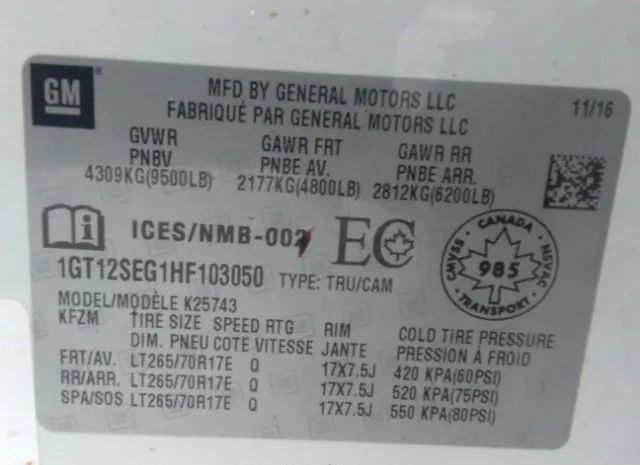 GM ®
MFD BY GENERAL MOTORS LLC
FABRIQUÉ PAR GENERAL MOTORS LLC
11/16
GVWR GAWR FRT GAWR RR
PNBV PNBE AV. PNBE ARR.
4309KG(9500LB) 2177KG(4800LB) 2812KG(6200LB)
i ICES/NMB-002 EC
CANADA
CMVSS NSVAC
985
TRANSPORT
1GT12SEG1HF103050 TYPE: TRU/CAM
MODEL/MODÈLE K25743
KFZM TIRE SIZE SPEED RTG RIM COLD TIRE PRESSURE
DIM. PNEU COTE VITESSE JANTE PRESSION À FROID
FRT/AV. LT265/70R17E Q 17X7.5J 420 KPA(60PSI)
RR/ARR. LT265/70R17E Q 17X7.5J 520 KPA(75PSI)
SPA/SOS LT265/70R17E Q 17X7.5J 550 KPA(80PSI)